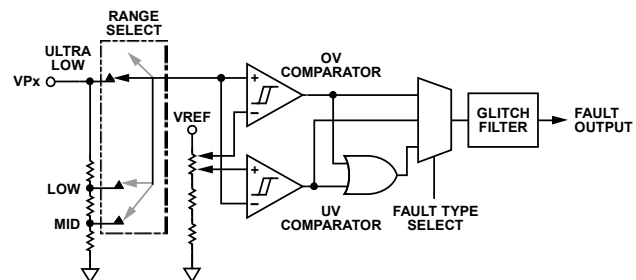 RANGE
SELECT
ULTRA
LOW
VPx
LOW
MID
VREF
+
–
OV
COMPARATOR
+
–
UV
COMPARATOR
FAULT TYPE
SELECT
GLITCH
FILTER
FAULT
OUTPUT